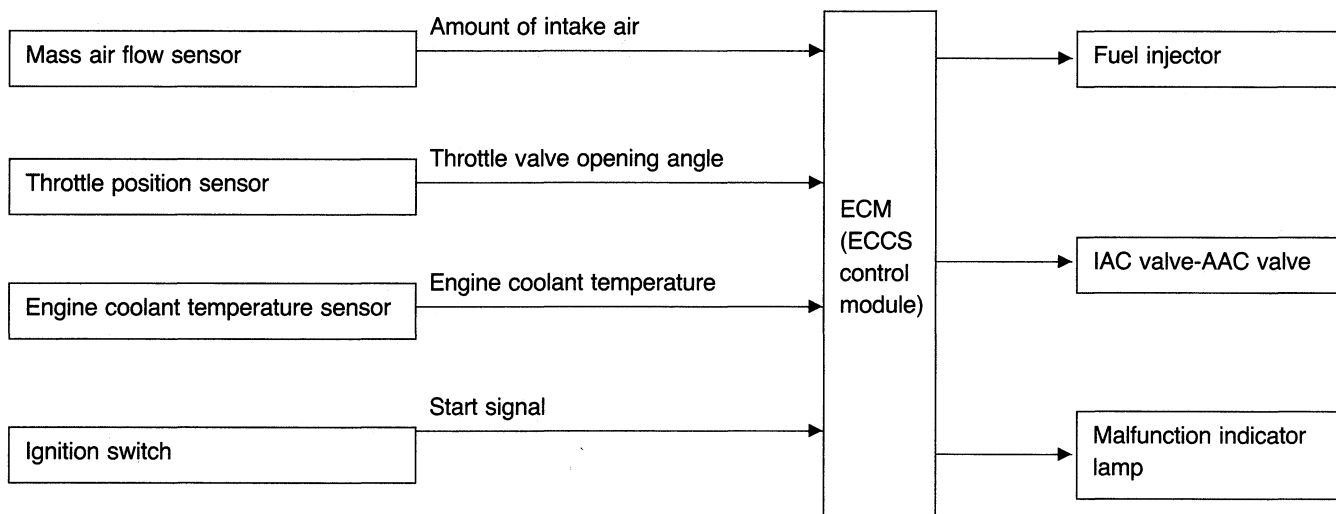 Amount of intake air
Mass air flow sensor
Fuel injector
Throttle valve opening angle
Throttle position sensor
ECM
(ECCS
control
module)
Engine coolant temperature
IAC valve-AAC valve
Engine coolant temperature sensor
Start signal
Ignition switch
Malfunction indicator
lamp